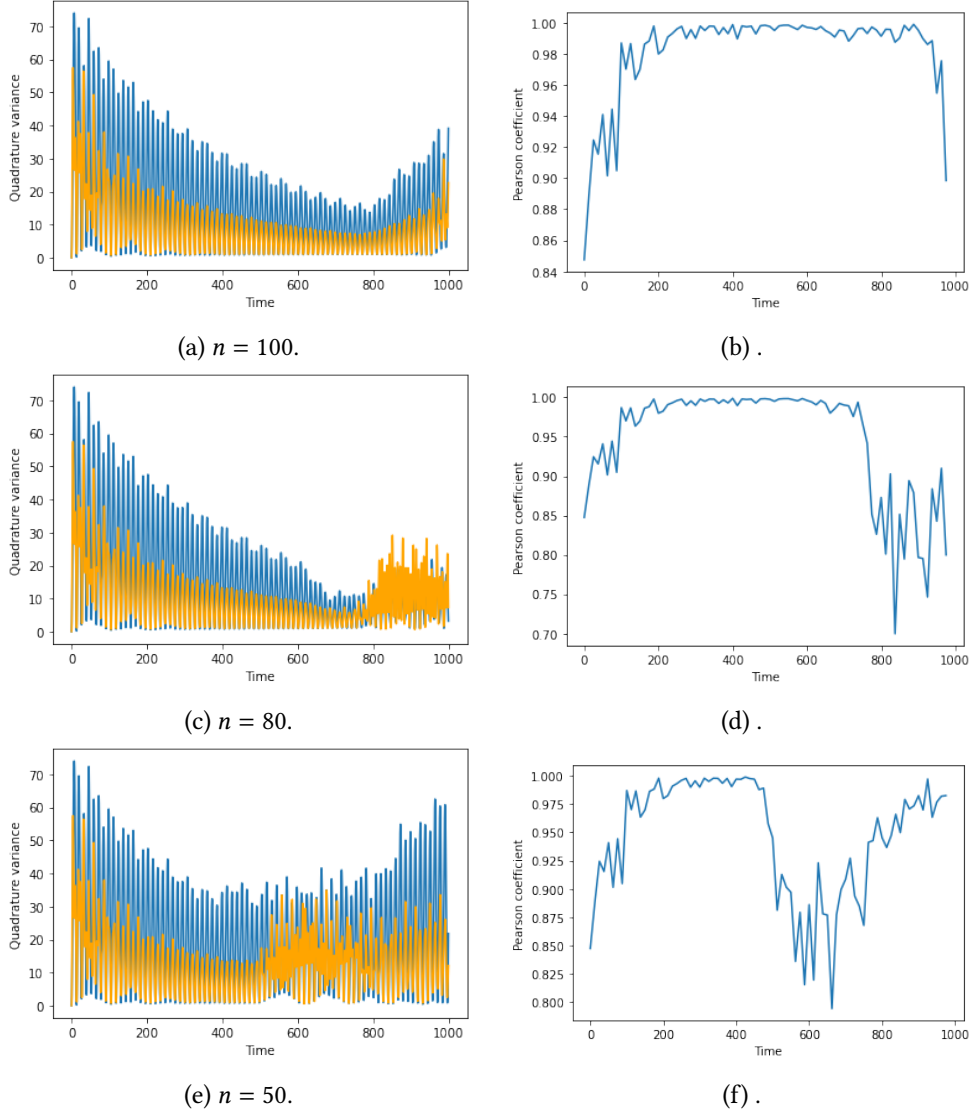 70
60
50
40
30
20
10
0
Quadrature variance
0 200 400 600 800 1000
Time
(a) n = 100.
1.00
0.98
0.96
0.94
0.92
0.90
0.88
0.86
0.84
Pearson coefficient
0 200 400 600 800 1000
Time
(b) .
70
60
50
40
30
20
10
0
Quadrature variance
0 200 400 600 800 1000
Time
(c) n = 80.
1.00
0.95
0.90
0.85
0.80
0.75
0.70
Pearson coefficient
0 200 400 600 800 1000
Time
(d) .
70
60
50
40
30
20
10
0
Quadrature variance
0 200 400 600 800 1000
Time
(e) n = 50.
1.000
0.975
0.950
0.925
0.900
0.875
0.850
0.825
0.800
Pearson coefficient
0 200 400 600 800 1000
Time
(f) .